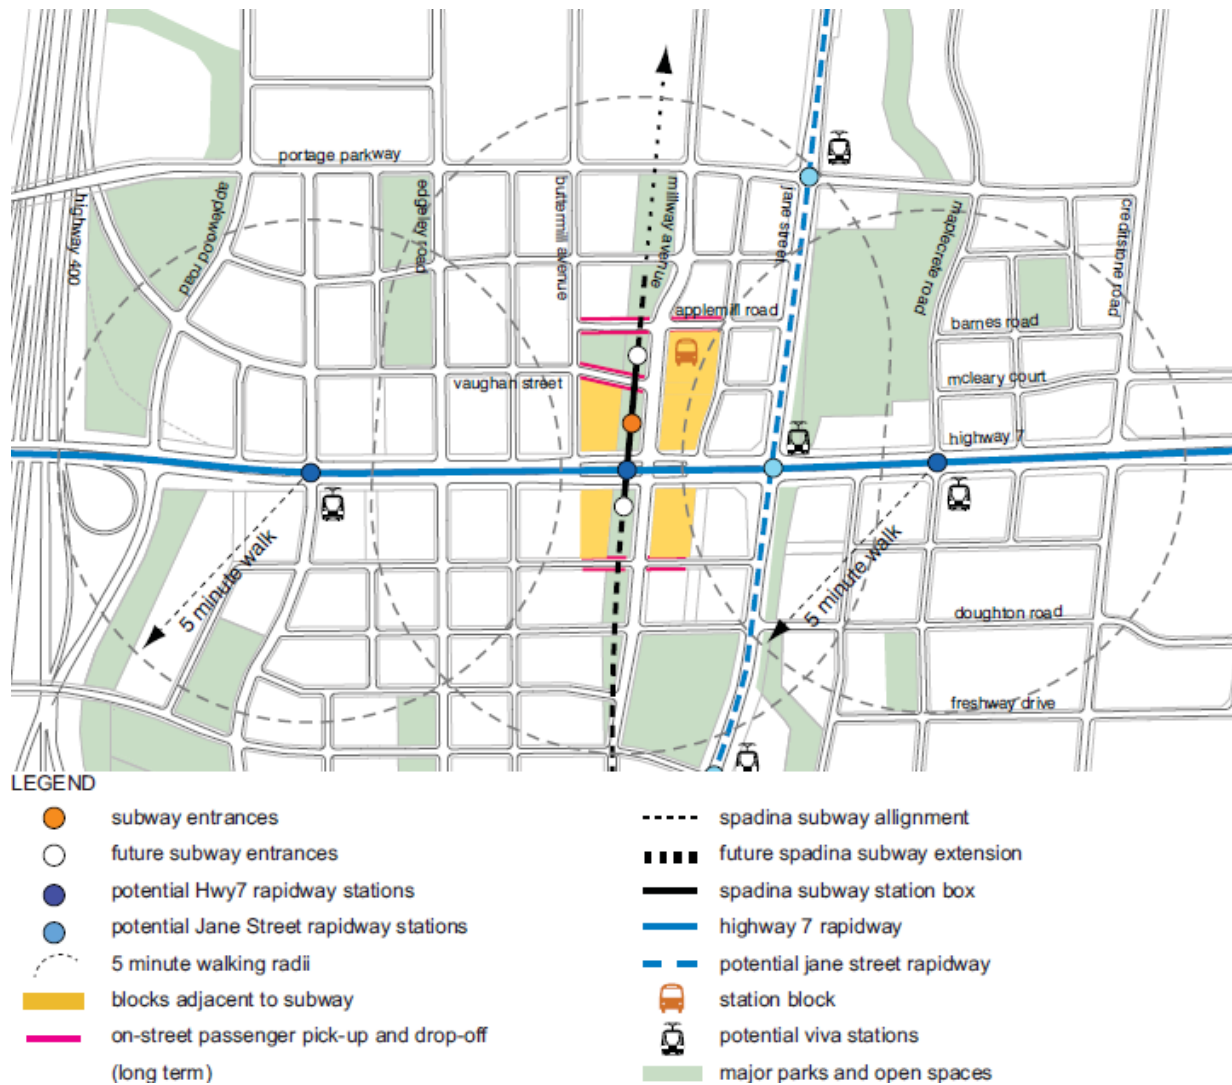 portage parkway
highway 400
applewood road
edgeley road
buttermill avenue
millway avenue
jane street
maplecrete road
creditstone road
applemill road
barnes road
vaughan street
mcleary court
highway 7
5 minute walk
5 minute walk
doughton road
freshway drive
LEGEND
subway entrances
future subway entrances
potential Hwy7 rapidway stations
potential Jane Street rapidway stations
5 minute walking radii
blocks adjacent to subway
on-street passenger pick-up and drop-off
(long term)
spadina subway allignment
future spadina subway extension
spadina subway station box
highway 7 rapidway
potential jane street rapidway
station block
potential viva stations
major parks and open spaces